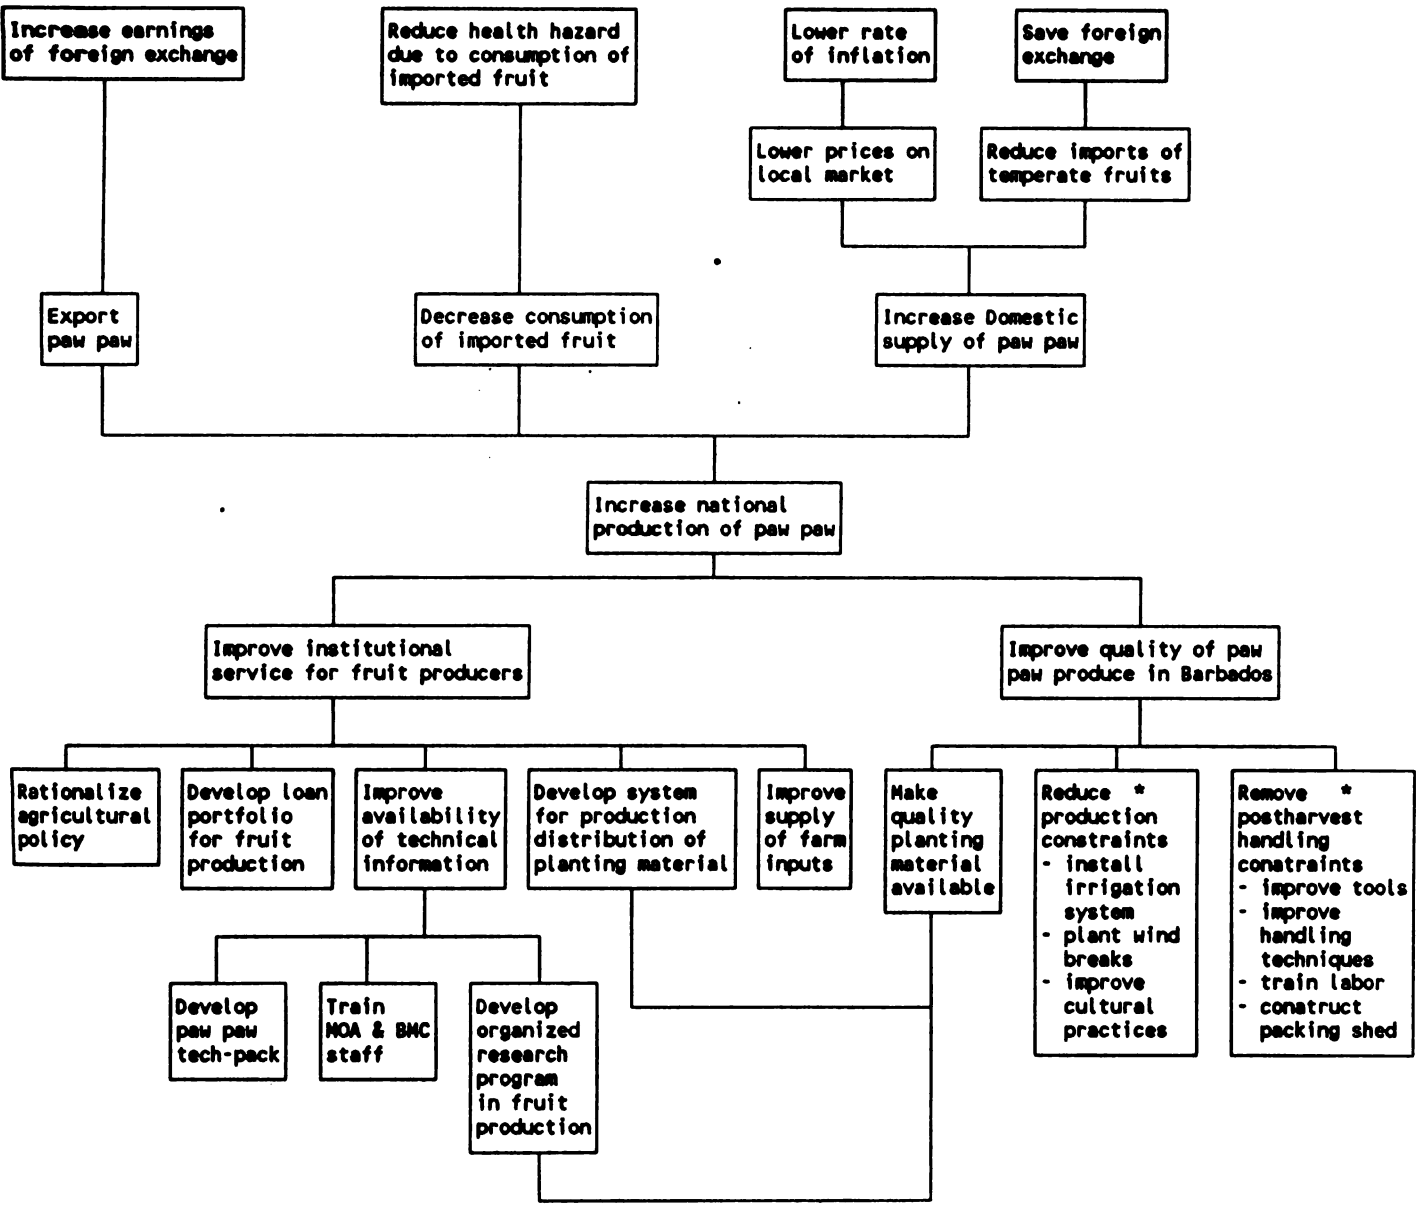 Increase earnings
of foreign exchange
Reduce health hazard
due to consumption of
imported fruit
Lower rate
of inflation
Save foreign
exchange
Lower prices on
local market
Reduce imports of
temperate fruits
Export
paw paw
Decrease consumption
of imported fruit
Increase Domestic
supply of paw paw
Increase national
production of paw paw
Improve institutional
service for fruit producers
Improve quality of paw
paw produce in Barbados
Rationalize
agricultural
policy
Develop loan
portfolio
for fruit
production
Improve
availability
of technical
information
Develop system
for production
distribution of
planting material
Improve
supply
of farm
inputs
Make
quality
planting
material
available
Reduce *
production
constraints
- install
irrigation
system
- plant wind
breaks
- improve
cultural
practices
Remove *
postharvest
handling
conatraints
- improve tools
- improve
handling
techniques
- train labor
- conatruct
packing shed
Develop
paw paw
tech-pack
Train
MOA & BMC
staff
Develop
organized
research
program
in fruit
production